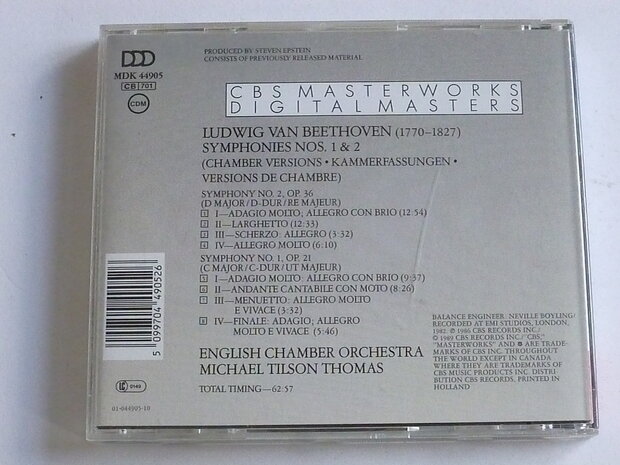 DDD
MDK 44905
CB 701
CDM
PRODUCED BY STEVEN EPSTEIN
CONSISTS OF PREVIOUSLY RELEASED MATERIAL
CBS MASTERWORKS
DIGITAL MASTERS
LUDWIG VAN BEETHOVEN (1770–1827)
SYMPHONIES NOS. 1 & 2
(CHAMBER VERSIONS • KAMMERFASSUNGEN •
VERSIONS DE CHAMBRE)
SYMPHONY NO. 2, OP. 36
(D MAJOR/D-DUR/RE MAJEUR)
1 I—ADAGIO MOLTO; ALLEGRO CON BRIO (12:54)
2 II—LARGHETTO (12:33)
3 III—SCHERZO: ALLEGRO (3:32)
4 IV—ALLEGRO MOLTO (6:10)
SYMPHONY NO. 1, OP. 21
(C MAJOR/C-DUR/UT MAJEUR)
5 I—ADAGIO MOLTO: ALLEGRO CON BRIO (9:37)
6 II—ANDANTE CANTABILE CON MOTO (8:26)
7 III—MENUETTO: ALLEGRO MOLTO
E VIVACE (3:32)
8 IV—FINALE: ADAGIO; ALLEGRO
MOLTO E VIVACE (5:46)
ENGLISH CHAMBER ORCHESTRA
MICHAEL TILSON THOMAS
TOTAL TIMING—62:57
BALANCE ENGINEER: NEVILLE BOYLING/
RECORDED AT EMI STUDIOS, LONDON,
1982. ℗ 1986 CBS RECORDS INC./
© 1989 CBS RECORDS INC./"CBS,"
"MASTERWORKS" AND ARE TRADE-
MARKS OF CBS INC. THROUGHOUT
THE WORLD EXCEPT IN CANADA
WHERE THEY ARE TRADEMARKS OF
CBS MUSIC PRODUCTS INC. DISTRI-
BUTION CBS RECORDS. PRINTED IN
HOLLAND
5 099704 490526
LC 0149
01-044905-10